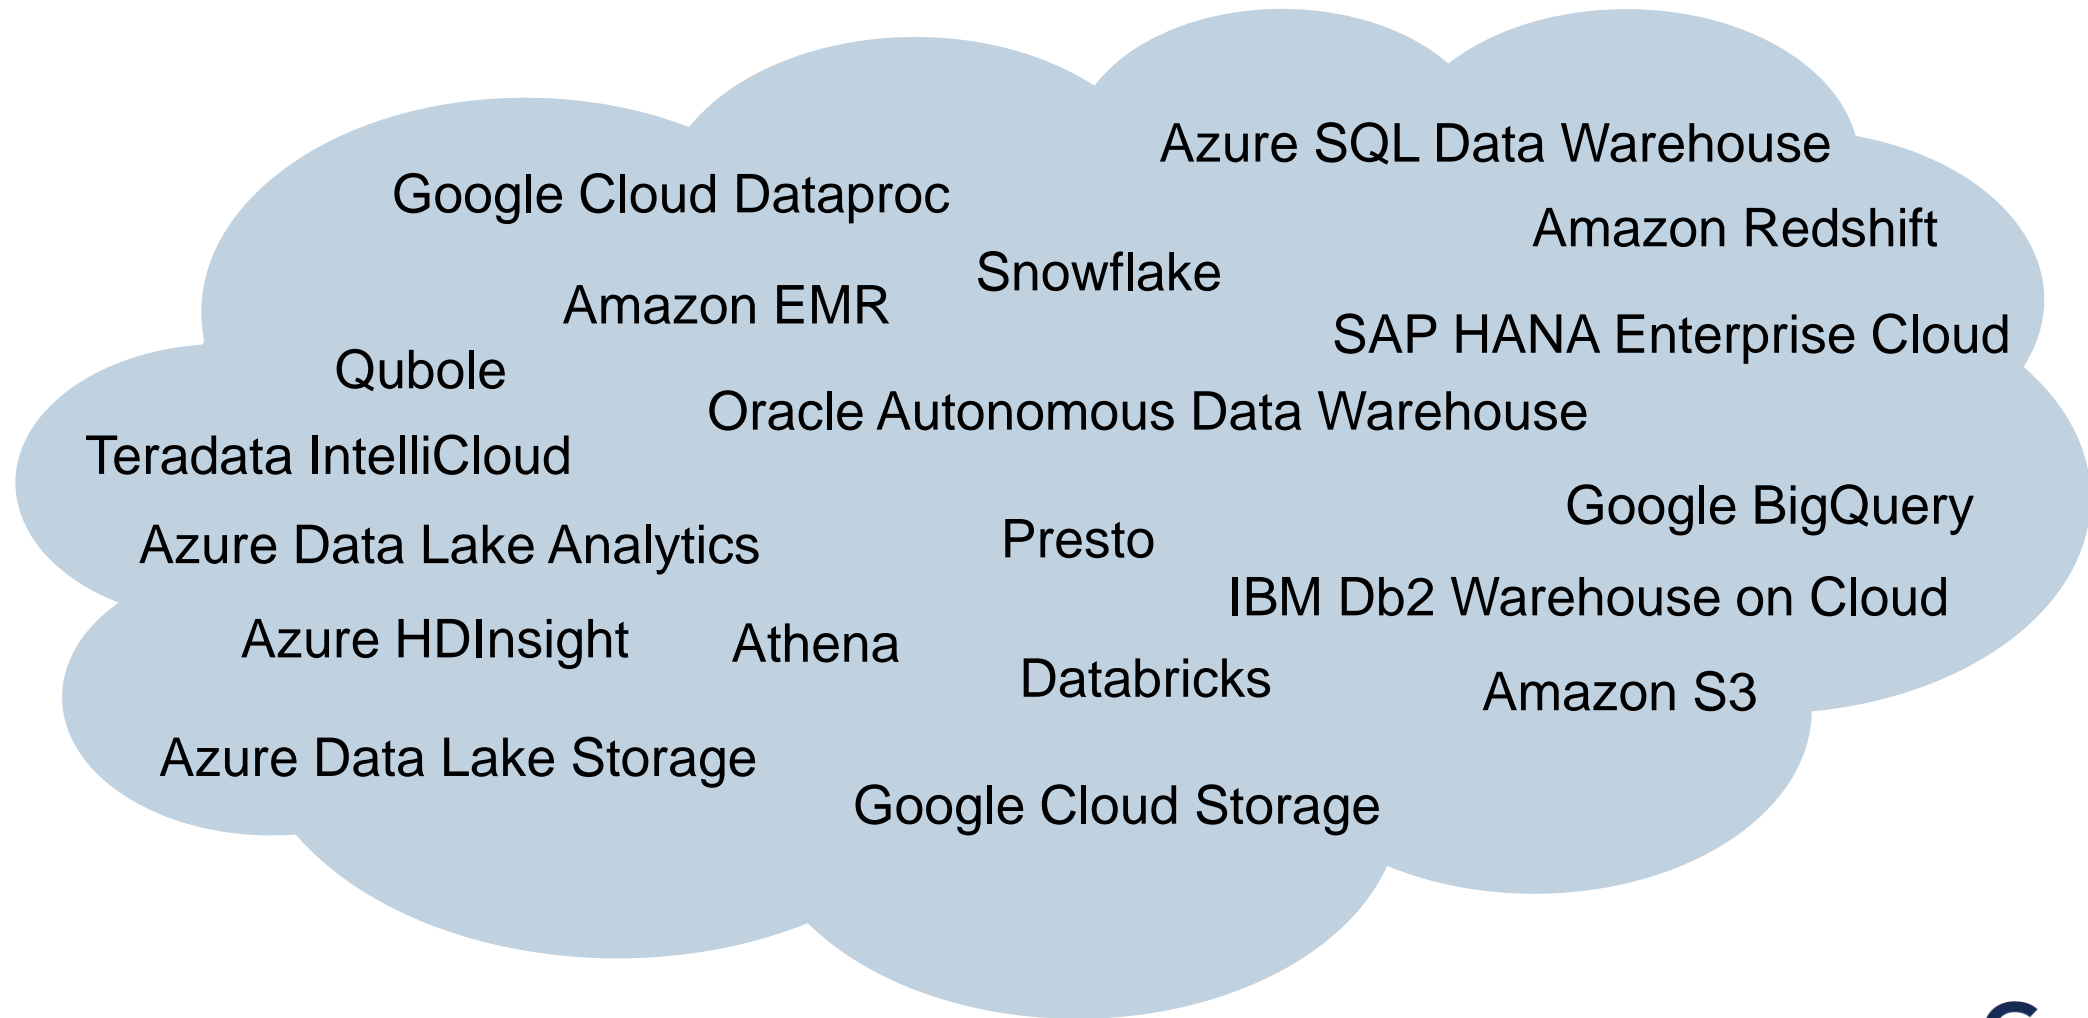 Azure SQL Data Warehouse
Google Cloud Dataproc
Amazon Redshift
Snowflake
Amazon EMR
SAP HANA Enterprise Cloud
Qubole
Oracle Autonomous Data Warehouse
Teradata IntelliCloud
Google BigQuery
Azure Data Lake Analytics
Presto
IBM Db2 Warehouse on Cloud
Azure HDInsight
Athena
Databricks
Amazon S3
Azure Data Lake Storage
Google Cloud Storage